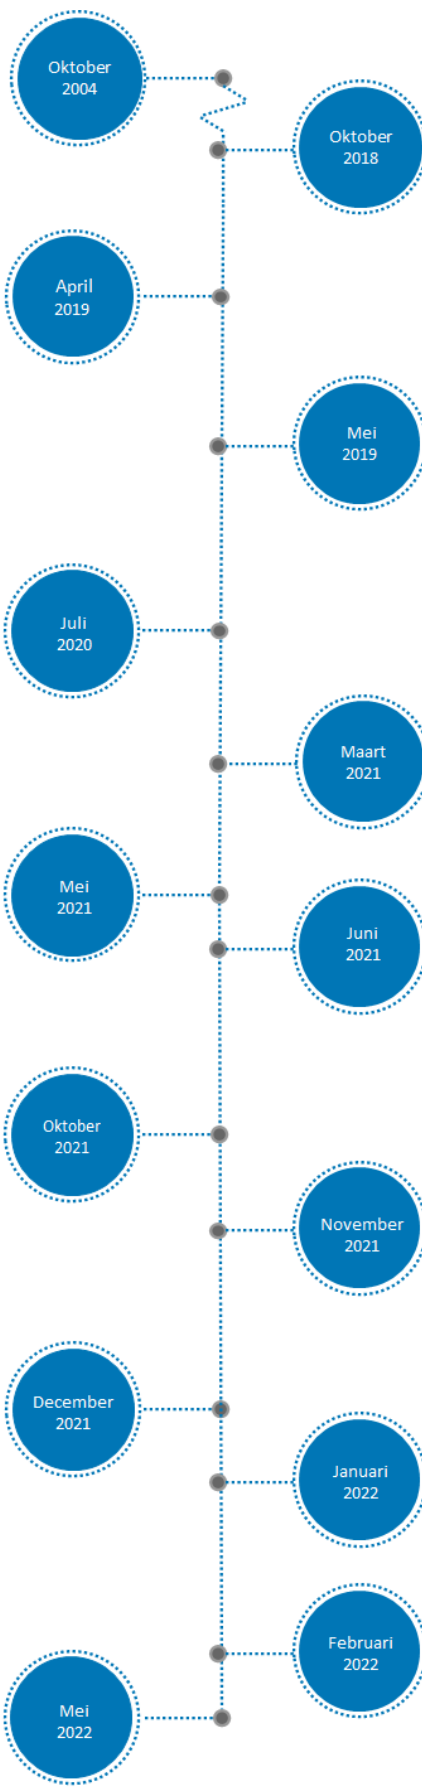 Oktober
2004
Oktober
2018
April
2019
Mei
2019
Juli
2020
Maart
2021
Mei
2021
Juni
2021
Oktober
2021
November
2021
December
2021
Januari
2022
Februari
2022
Mei
2022